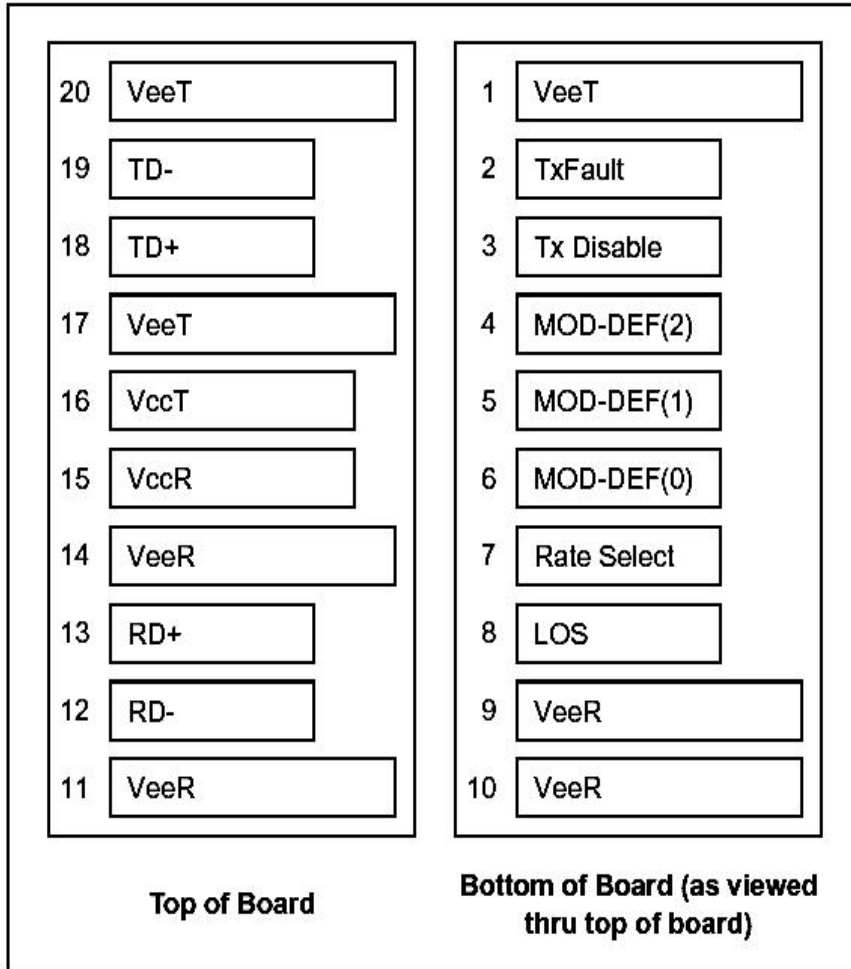 20 VeeT
19 TD-
18 TD+
17 VeeT
16 VccT
15 VccR
14 VeeR
13 RD+
12 RD-
11 VeeR
Top of Board
1 VeeT
2 TxFault
3 Tx Disable
4 MOD-DEF(2)
5 MOD-DEF(1)
6 MOD-DEF(0)
7 Rate Select
8 LOS
9 VeeR
10 VeeR
Bottom of Board (as viewed
thru top of board)